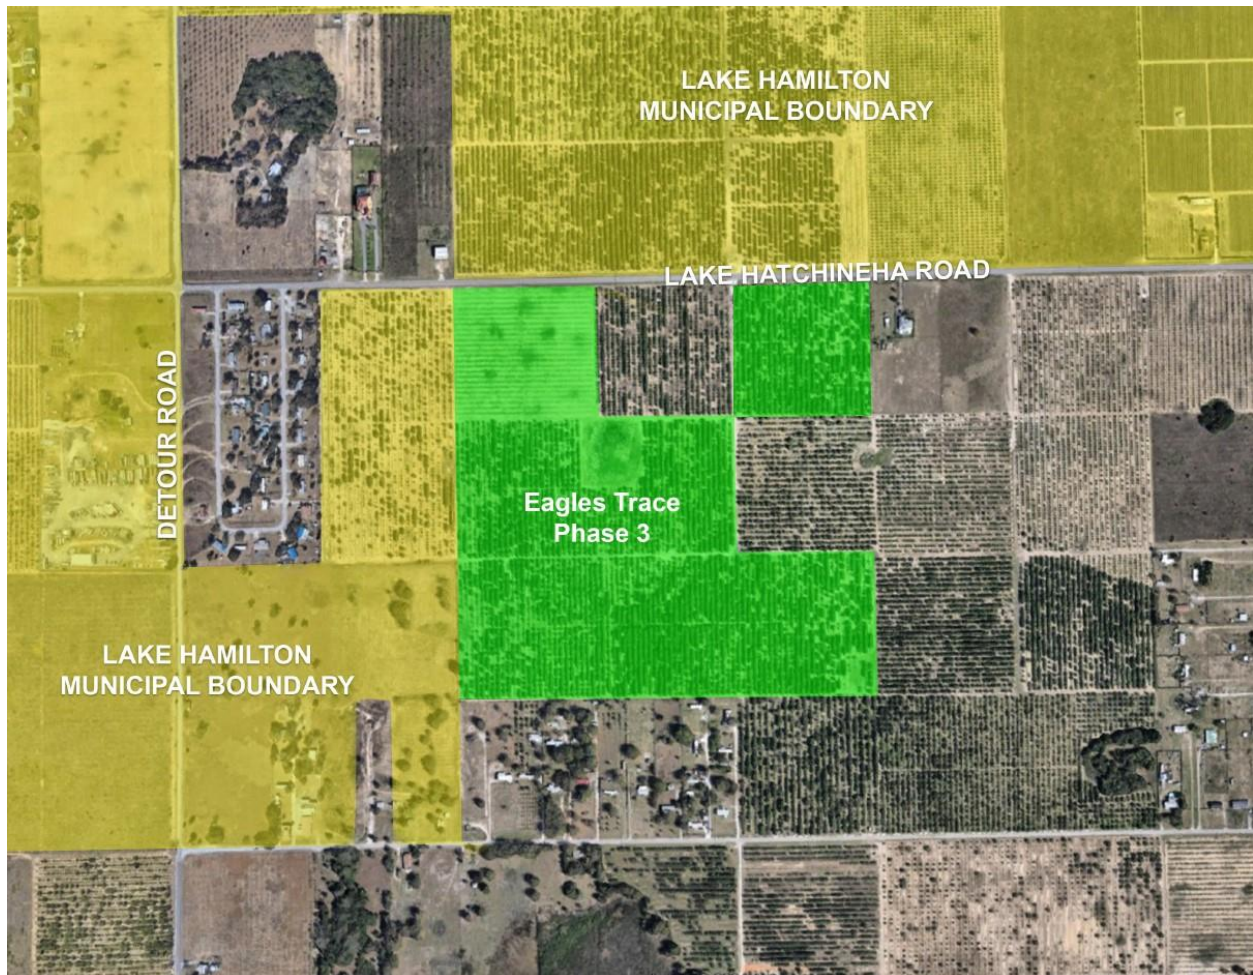 LAKE HAMILTON
MUNICIPAL BOUNDARY
LAKE HATCHINEHA ROAD
DETOUR ROAD
Eagles Trace
Phase 3
LAKE HAMILTON
MUNICIPAL BOUNDARY